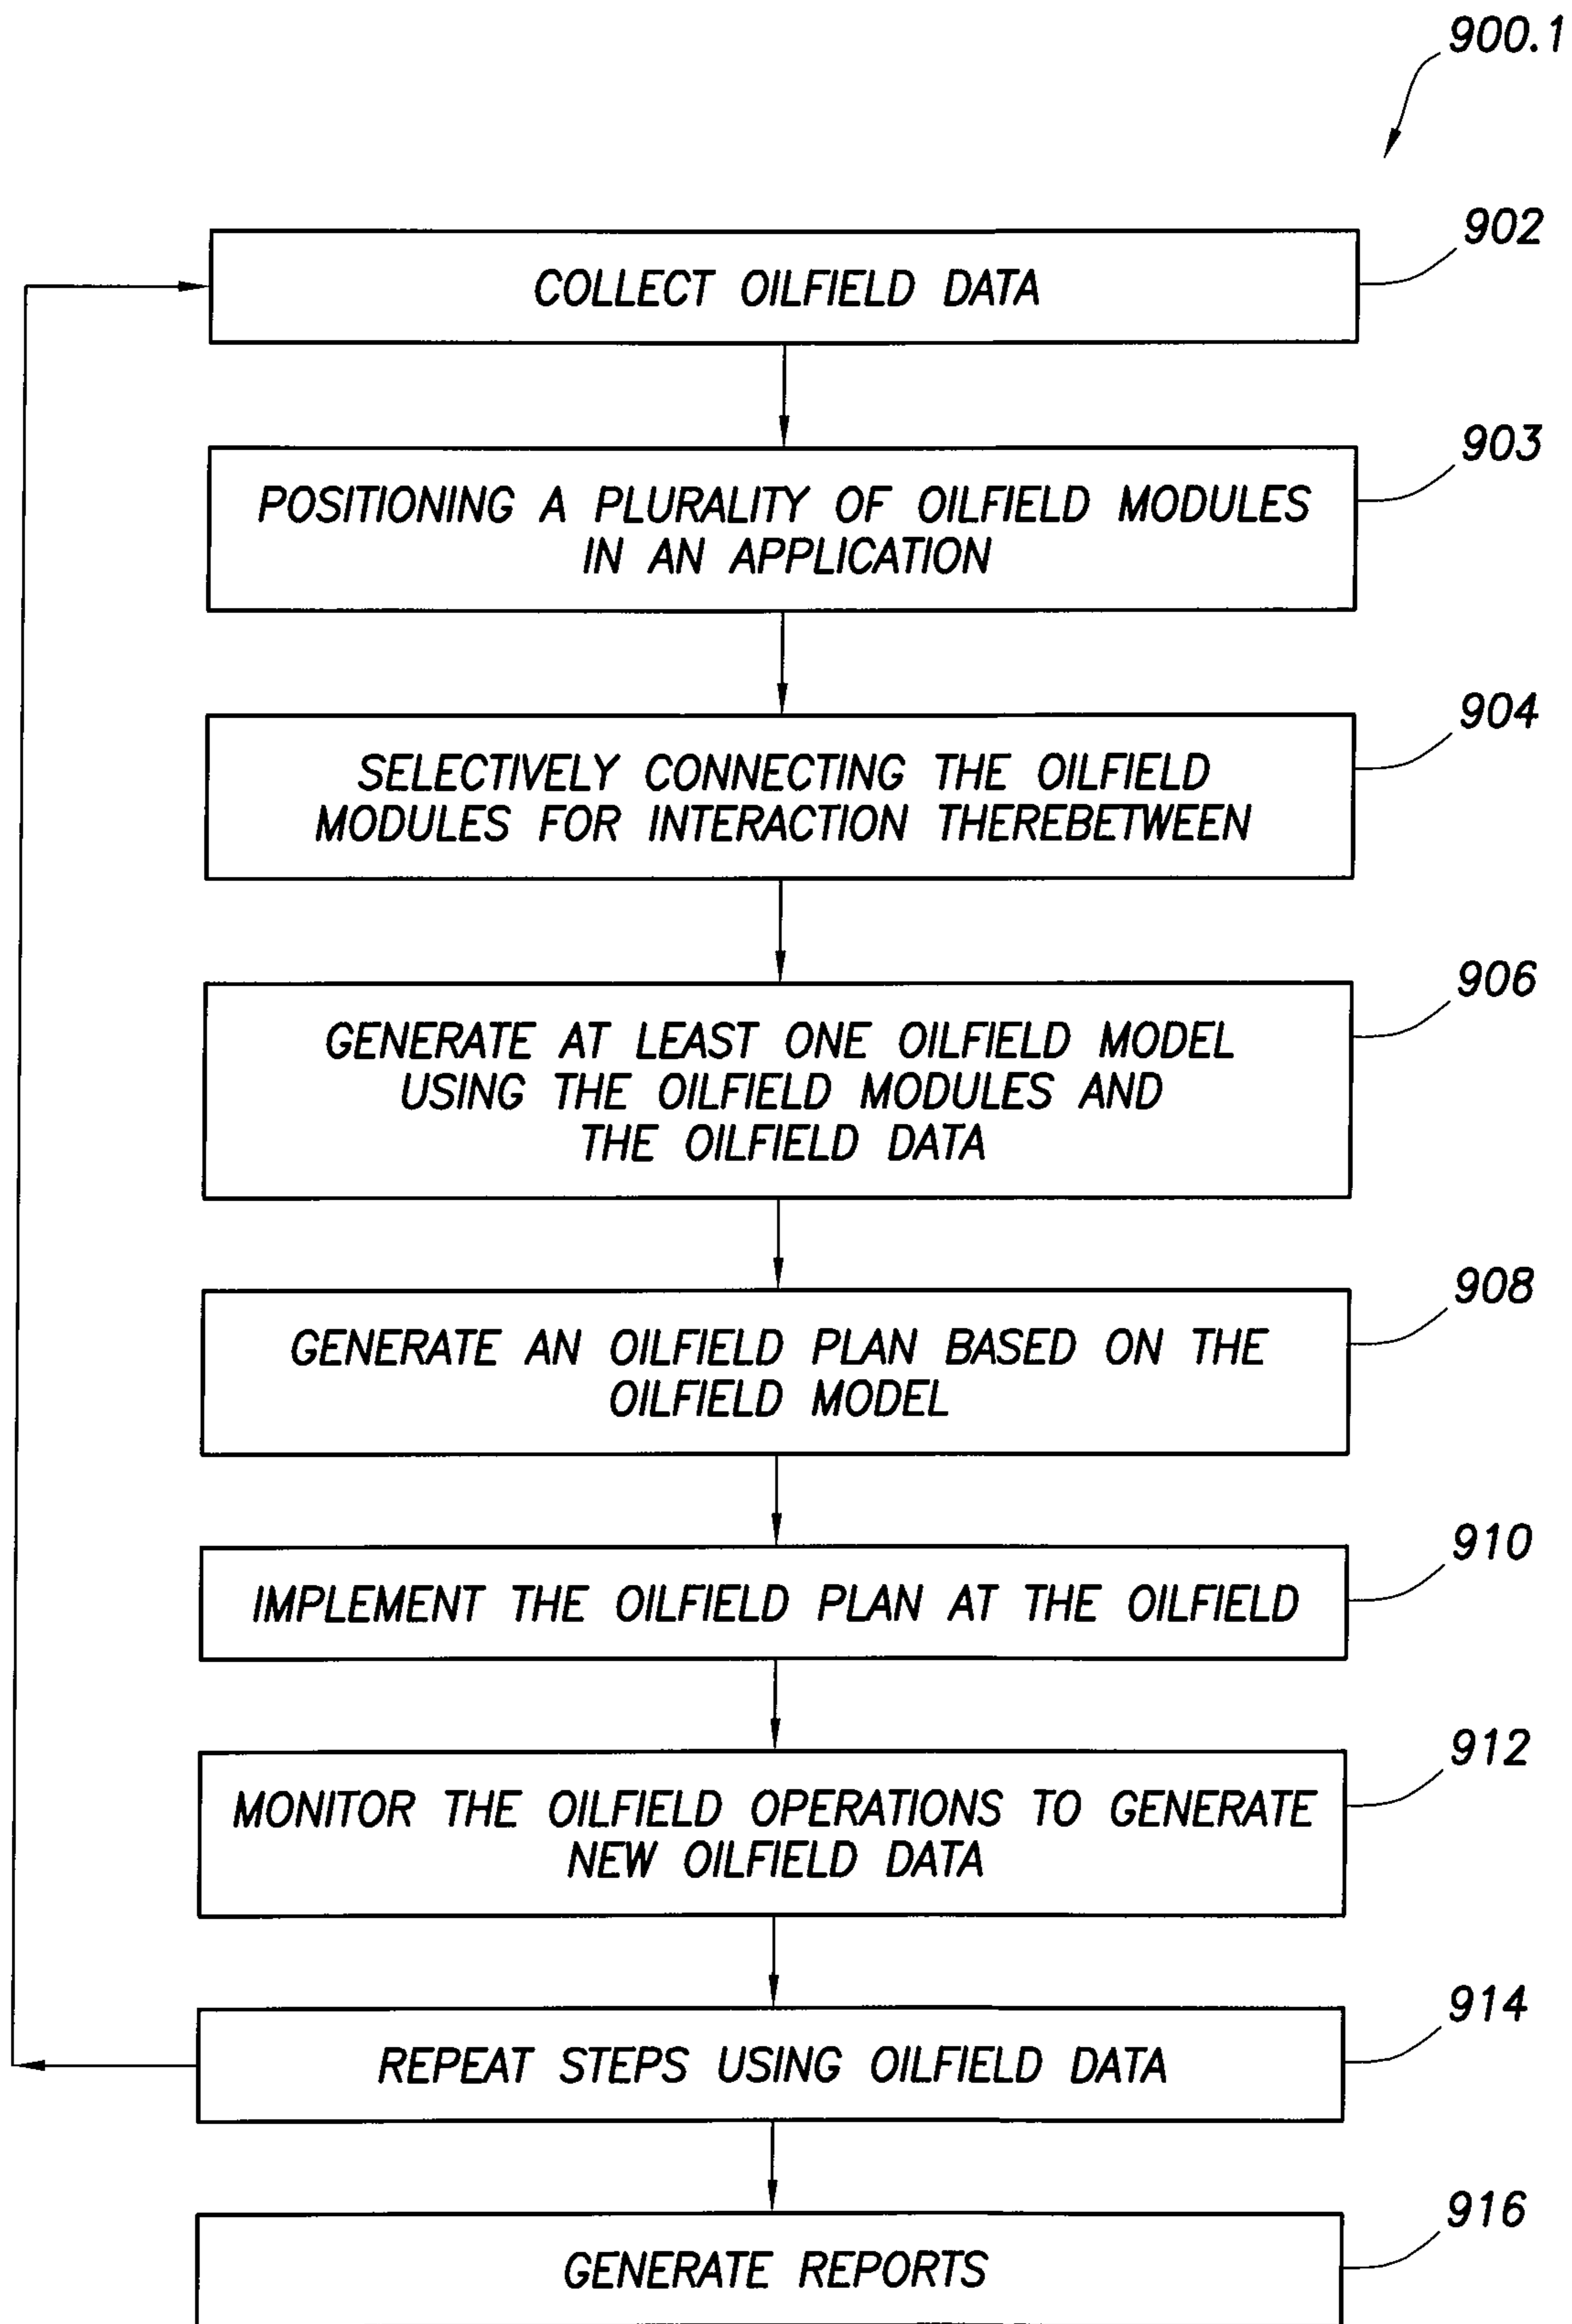 900.1
COLLECT OILFIELD DATA
902
POSITIONING A PLURALITY OF OILFIELD MODULES
IN AN APPLICATION
903
SELECTIVELY CONNECTING THE OILFIELD
MODULES FOR INTERACTION THEREBETWEEN
904
GENERATE AT LEAST ONE OILFIELD MODEL
USING THE OILFIELD MODULES AND
THE OILFIELD DATA
906
GENERATE AN OILFIELD PLAN BASED ON THE
OILFIELD MODEL
908
IMPLEMENT THE OILFIELD PLAN AT THE OILFIELD
910
MONITOR THE OILFIELD OPERATIONS TO GENERATE
NEW OILFIELD DATA
912
REPEAT STEPS USING OILFIELD DATA
914
GENERATE REPORTS
916